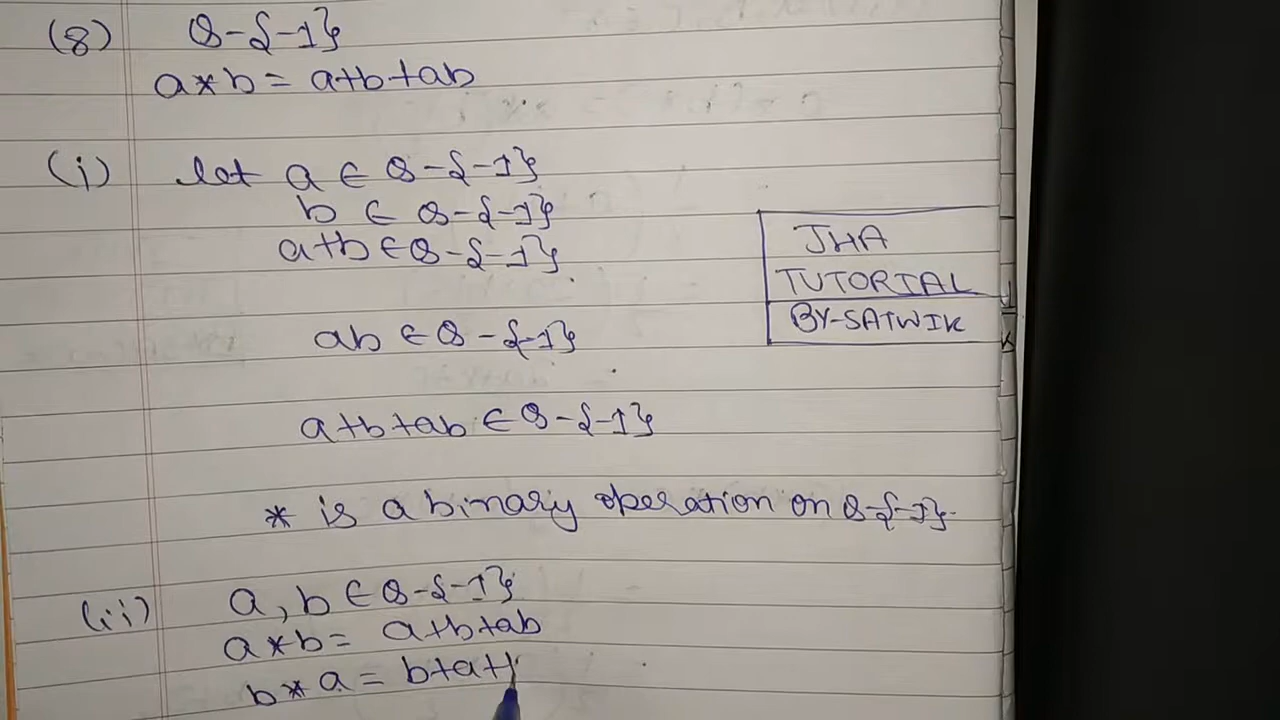 (8) Q-{-1}
a*b = a+b+ab
(i) let a ∈ Q-{-1}
b ∈ Q-{-1}
a+b ∈ Q-{-1}
JHA
TUTORIAL
BY-SATWIK
ab ∈ Q-{-1}
a+b+ab ∈ Q-{-1}
* is a binary operation on Q-{-1}.
(ii) a, b ∈ Q-{-1}
a*b = a+b+ab
b*a = b+a+